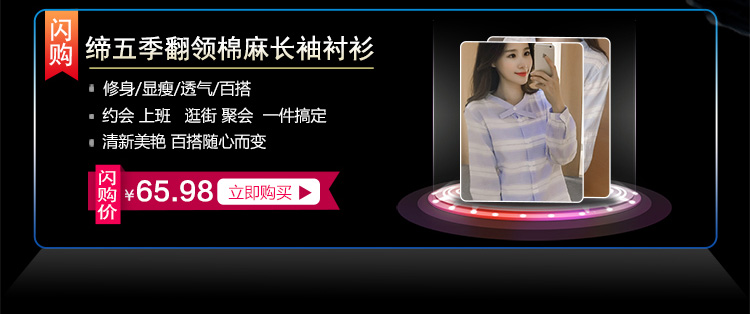 闪购
缔五季翻领棉麻长袖衬衫
修身/显瘦/透气/百搭
约会 上班 逛街 聚会 一件搞定
清新美艳 百搭随心而变
闪购价
¥65.98 立即购买